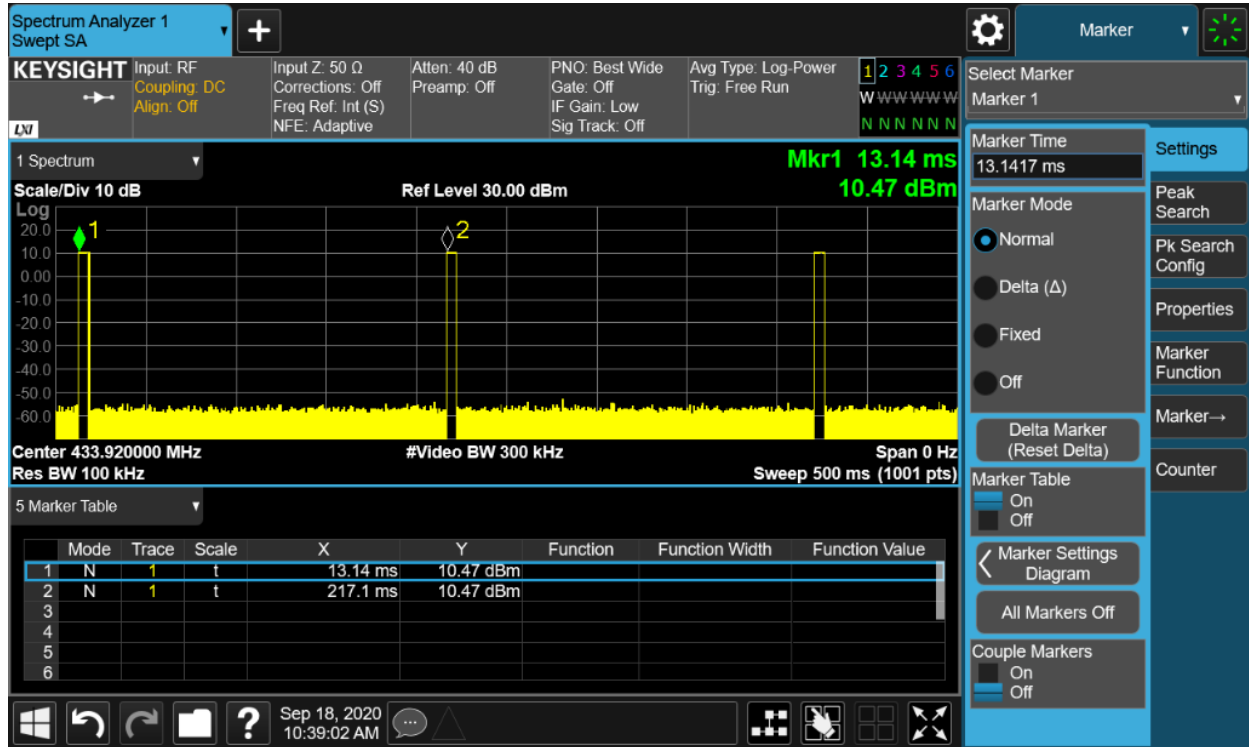 Spectrum Analyzer 1
Swept SA
+
Marker
KEYSIGHT
LXI
Input: RF
Coupling: DC
Align: Off
Input Z: 50 Ω
Corrections: Off
Freq Ref: Int (S)
NFE: Adaptive
Atten: 40 dB
Preamp: Off
PNO: Best Wide
Gate: Off
IF Gain: Low
Sig Track: Off
Avg Type: Log-Power
Trig: Free Run
1 2 3 4 5 6
W W W W W W
N N N N N N
1 Spectrum
Mkr1 13.14 ms
Scale/Div 10 dB
Ref Level 30.00 dBm
10.47 dBm
Log
20.0
10.0
0.00
-10.0
-20.0
-30.0
-40.0
-50.0
-60.0
1
2
Center 433.920000 MHz
#Video BW 300 kHz
Span 0 Hz
Res BW 100 kHz
Sweep 500 ms (1001 pts)
5 Marker Table
Mode Trace Scale X Y Function Function Width Function Value
1 N 1 t 13.14 ms 10.47 dBm
2 N 1 t 217.1 ms 10.47 dBm
3
4
5
6
?
Sep 18, 2020
10:39:02 AM
Select Marker
Marker 1
Marker Time
13.1417 ms
Marker Mode
Normal
Delta (Δ)
Fixed
Off
Delta Marker
(Reset Delta)
Marker Table
On
Off
Marker Settings
Diagram
All Markers Off
Couple Markers
On
Off
Settings
Peak
Search
Pk Search
Config
Properties
Marker
Function
Marker→
Counter